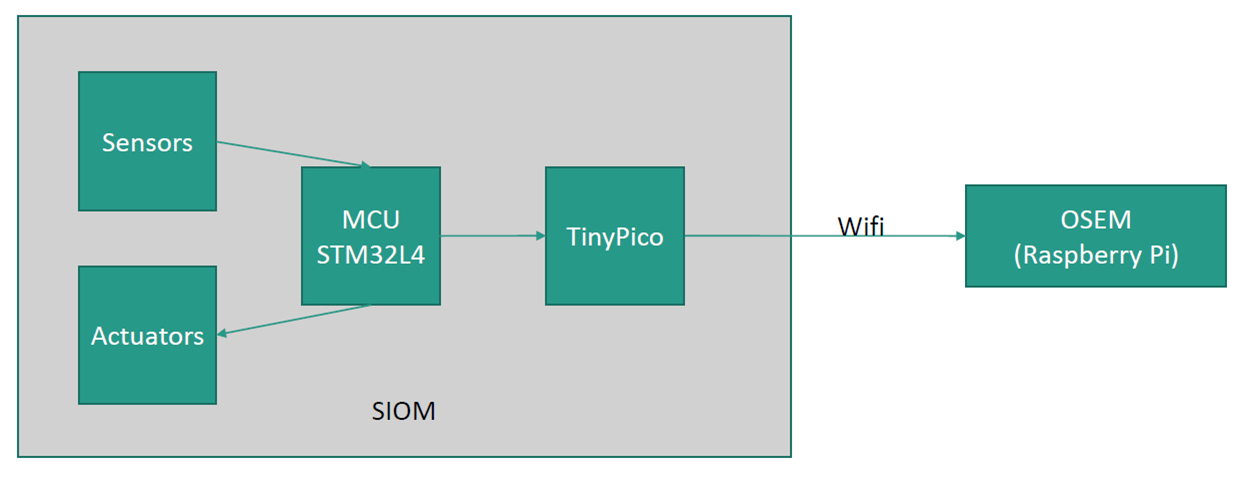 Sensors
MCU
STM32L4
TinyPico
Wifi
OSEM
(Raspberry Pi)
Actuators
SIOM